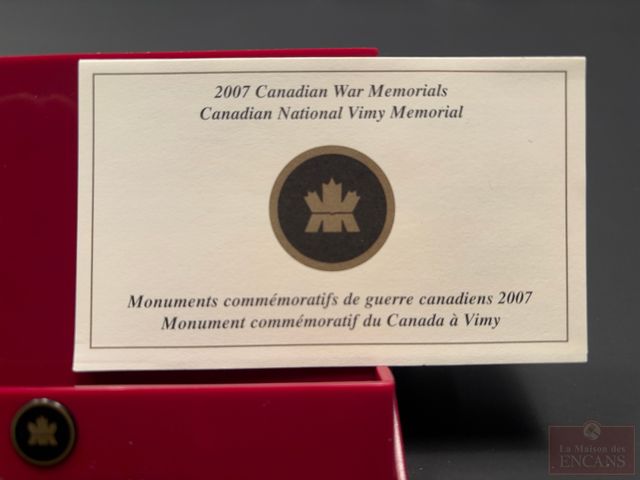 2007 Canadian War Memorials
Canadian National Vimy Memorial
Monuments commémoratifs de guerre canadiens 2007
Monument commémoratif du Canada à Vimy
La Maison des
ENCANS